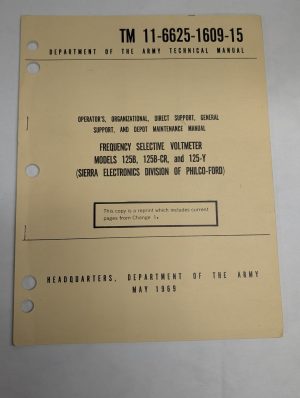 TM 11-6625-1609-15
DEPARTMENT OF THE ARMY TECHNICAL MANUAL
OPERATOR'S, ORGANIZATIONAL, DIRECT SUPPORT, GENERAL
SUPPORT, AND DEPOT MAINTENANCE MANUAL
FREQUENCY SELECTIVE VOLTMETER
MODELS 125B, 125B-CR, and 125-Y
(SIERRA ELECTRONICS DIVISION OF PHILCO-FORD)
This copy is a reprint which includes current
pages from Change 1.
HEADQUARTERS, DEPARTMENT OF THE ARMY
MAY 1969